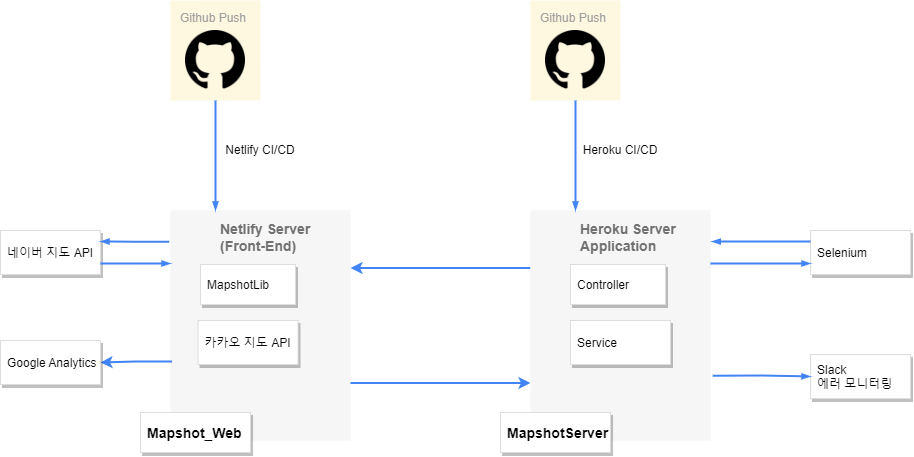 Github Push
Github Push
Netlify CI/CD
Heroku CI/CD
Netlify Server
(Front-End)
Heroku Server
Application
네이버 지도 API
Selenium
MapshotLib
Controller
카카오 지도 API
Service
Google Analytics
Slack
에러 모니터링
Mapshot_Web
MapshotServer